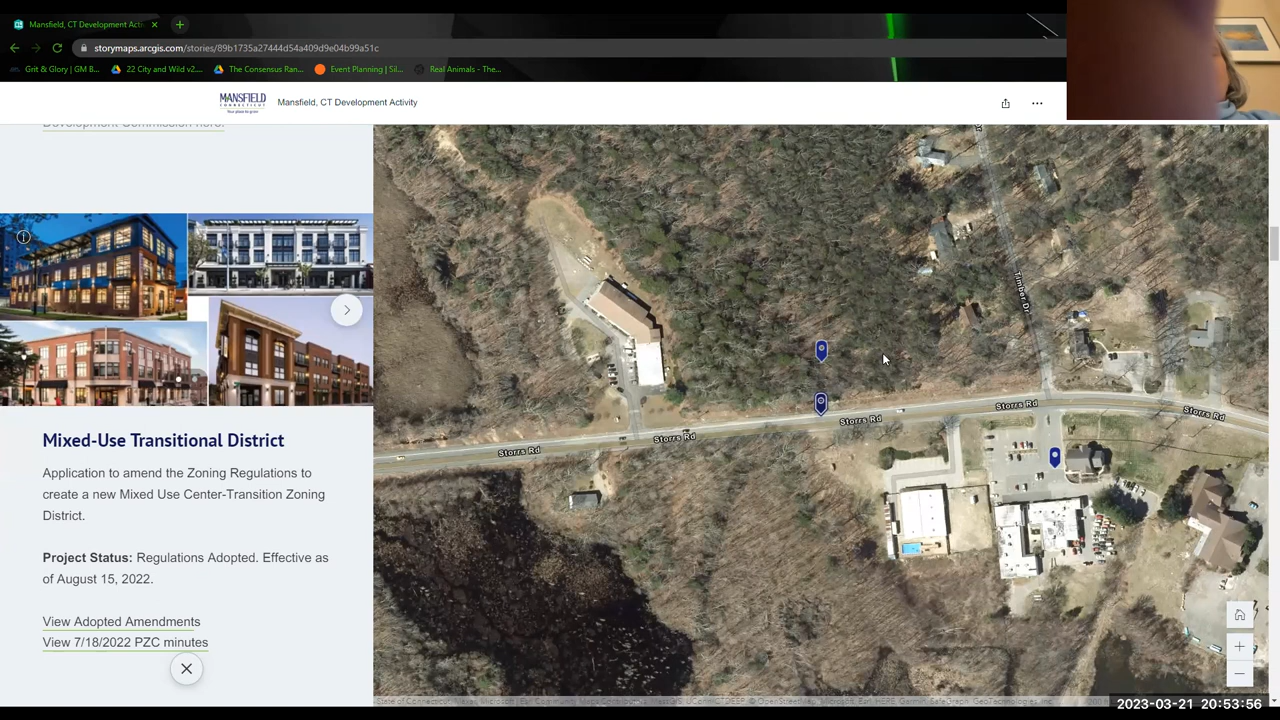 Mansfield, CT Development Acti
storymaps.arcgis.com/stories/89b1735a27444d54a409d9e04b99a51c
Grit & Glory | GM B...
22 City and Wild v2....
The Consensus Ran...
Event Planning | Sil...
Real Animals - The...
MANSFIELD
CONNECTICUT
Mansfield, CT Development Activity
Development Commission here.
Mixed-Use Transitional District
Application to amend the Zoning Regulations to
create a new Mixed Use Center-Transition Zoning
District.
Project Status: Regulations Adopted. Effective as
of August 15, 2022.
View Adopted Amendments
View 7/18/2022 PZC minutes
Timber Dr
Storrs Rd
Storrs Rd
Storrs Rd
Storrs Rd
Storrs Rd
2023-03-21 20:53:56